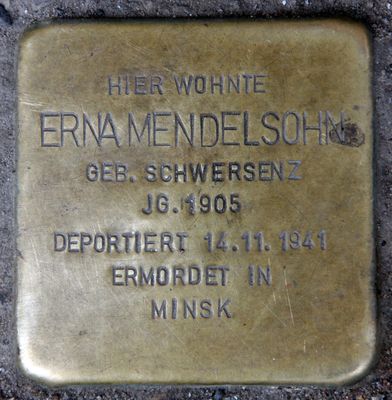 HIER WOHNTE
ERNA MENDELSOHN
GEB. SCHWERSENZ
JG. 1905
DEPORTIERT 14.11.1941
ERMORDET IN
MINSK